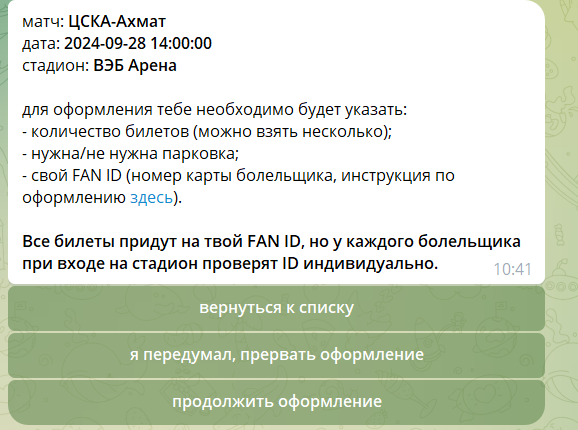 матч: ЦСКА-Ахмат
дата: 2024-09-28 14:00:00
стадион: ВЭБ Арена
для оформления тебе необходимо будет указать:
- количество билетов (можно взять несколько);
- нужна/не нужна парковка;
- свой FAN ID (номер карты болельщика, инструкция по
оформлению здесь).
Все билеты придут на твой FAN ID, но у каждого болельщика
при входе на стадион проверят ID индивидуально.
10:41
вернуться к списку
я передумал, прервать оформление
продолжить оформление